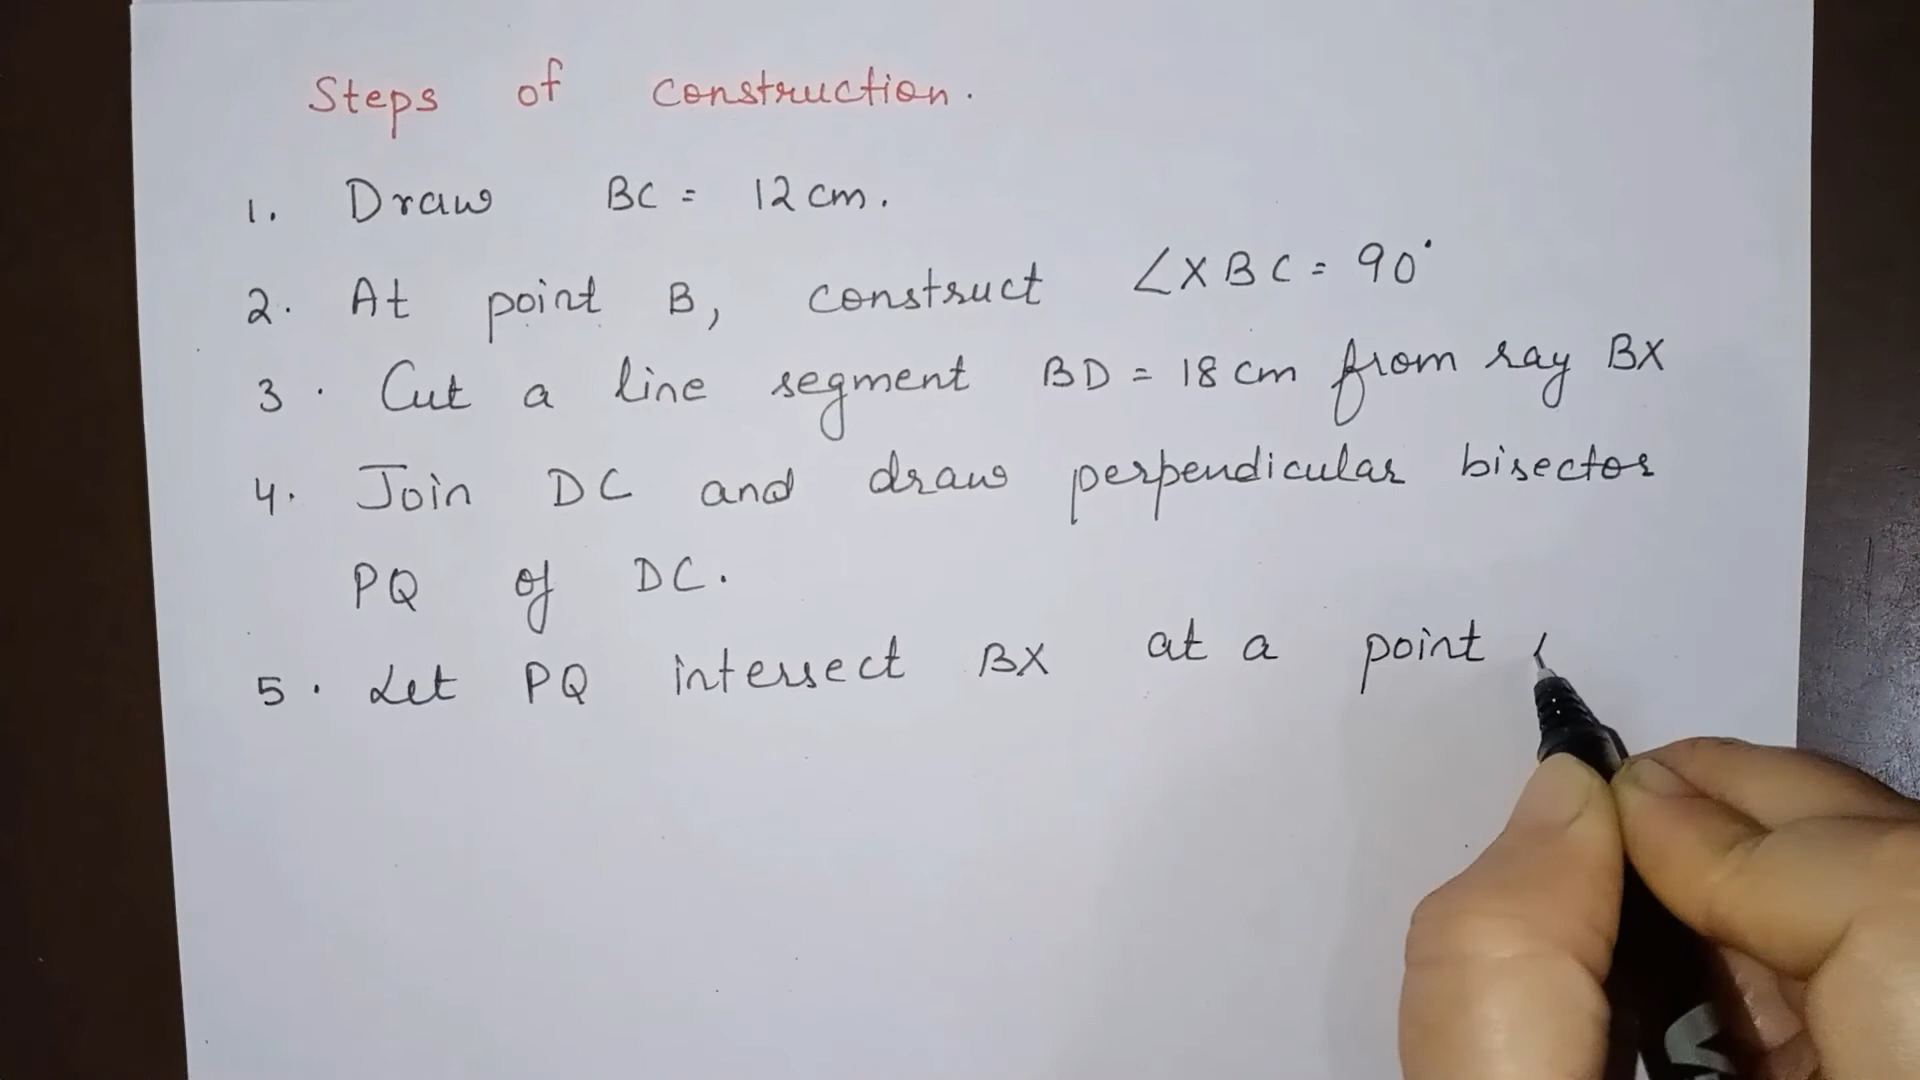 Steps of construction.
1. Draw BC = 12 cm.
2. At point B, construct ∠XBC = 90°
3. Cut a line segment BD = 18 cm from ray BX
4. Join DC and draw perpendicular bisector
PQ of DC.
5. Let PQ intersect BX at a point